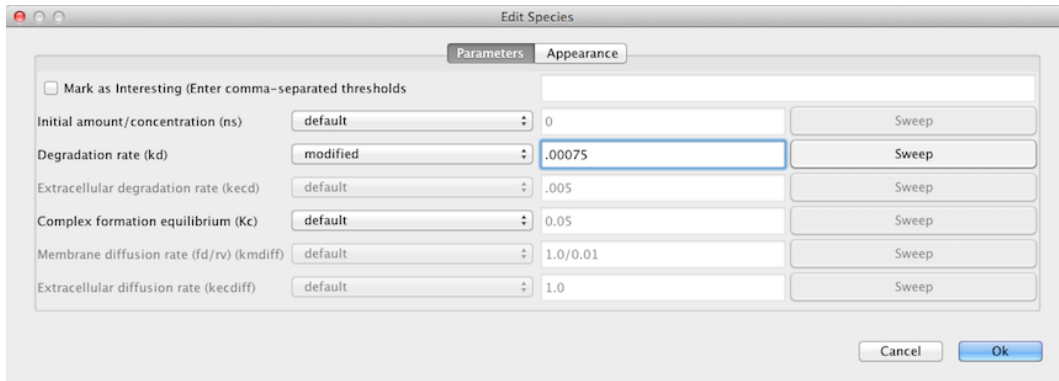 Edit Species
Parameters Appearance
Mark as Interesting (Enter comma-separated thresholds
Initial amount/concentration (ns) default 0 Sweep
Degradation rate (kd) modified .00075 Sweep
Extracellular degradation rate (kecd) default .005 Sweep
Complex formation equilibrium (Kc) default 0.05 Sweep
Membrane diffusion rate (fd/rv) (kmdiff) default 1.0/0.01 Sweep
Extracellular diffusion rate (kecdiff) default 1.0 Sweep
Cancel Ok